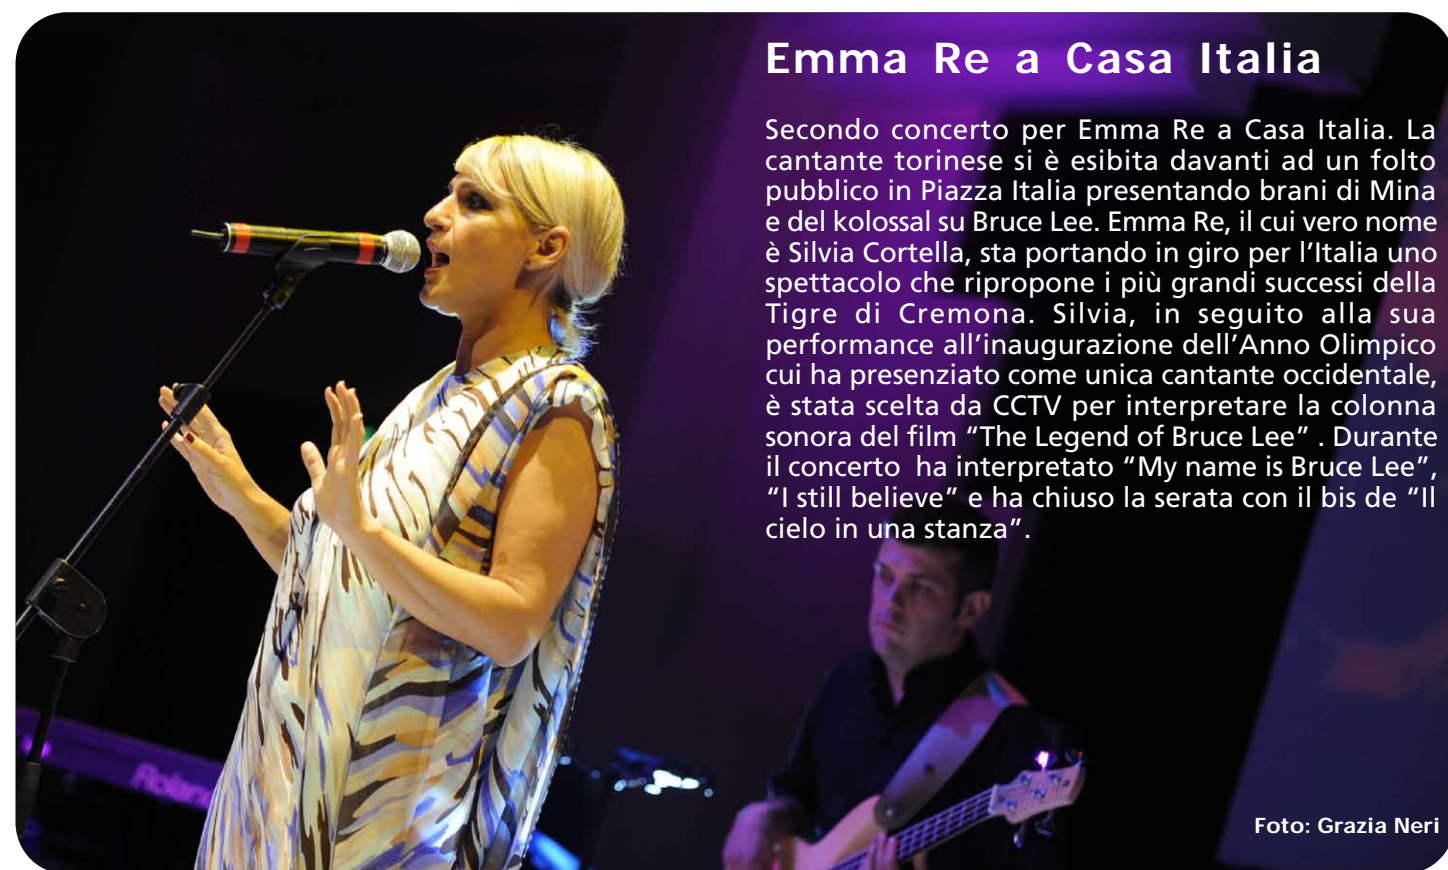 Emma Re a Casa Italia
Secondo concerto per Emma Re a Casa Italia. La
cantante torinese si è esibita davanti ad un folto
pubblico in Piazza Italia presentando brani di Mina
e del kolossal su Bruce Lee. Emma Re, il cui vero nome
è Silvia Cortella, sta portando in giro per l’Italia uno
spettacolo che ripropone i più grandi successi della
Tigre di Cremona. Silvia, in seguito alla sua
performance all’inaugurazione dell’Anno Olimpico
cui ha presenziato come unica cantante occidentale,
è stata scelta da CCTV per interpretare la colonna
sonora del film “The Legend of Bruce Lee” . Durante
il concerto  ha interpretato “My name is Bruce Lee”,
“I still believe” e ha chiuso la serata con il bis de “Il
cielo in una stanza”.
Roland
Foto: Grazia Neri